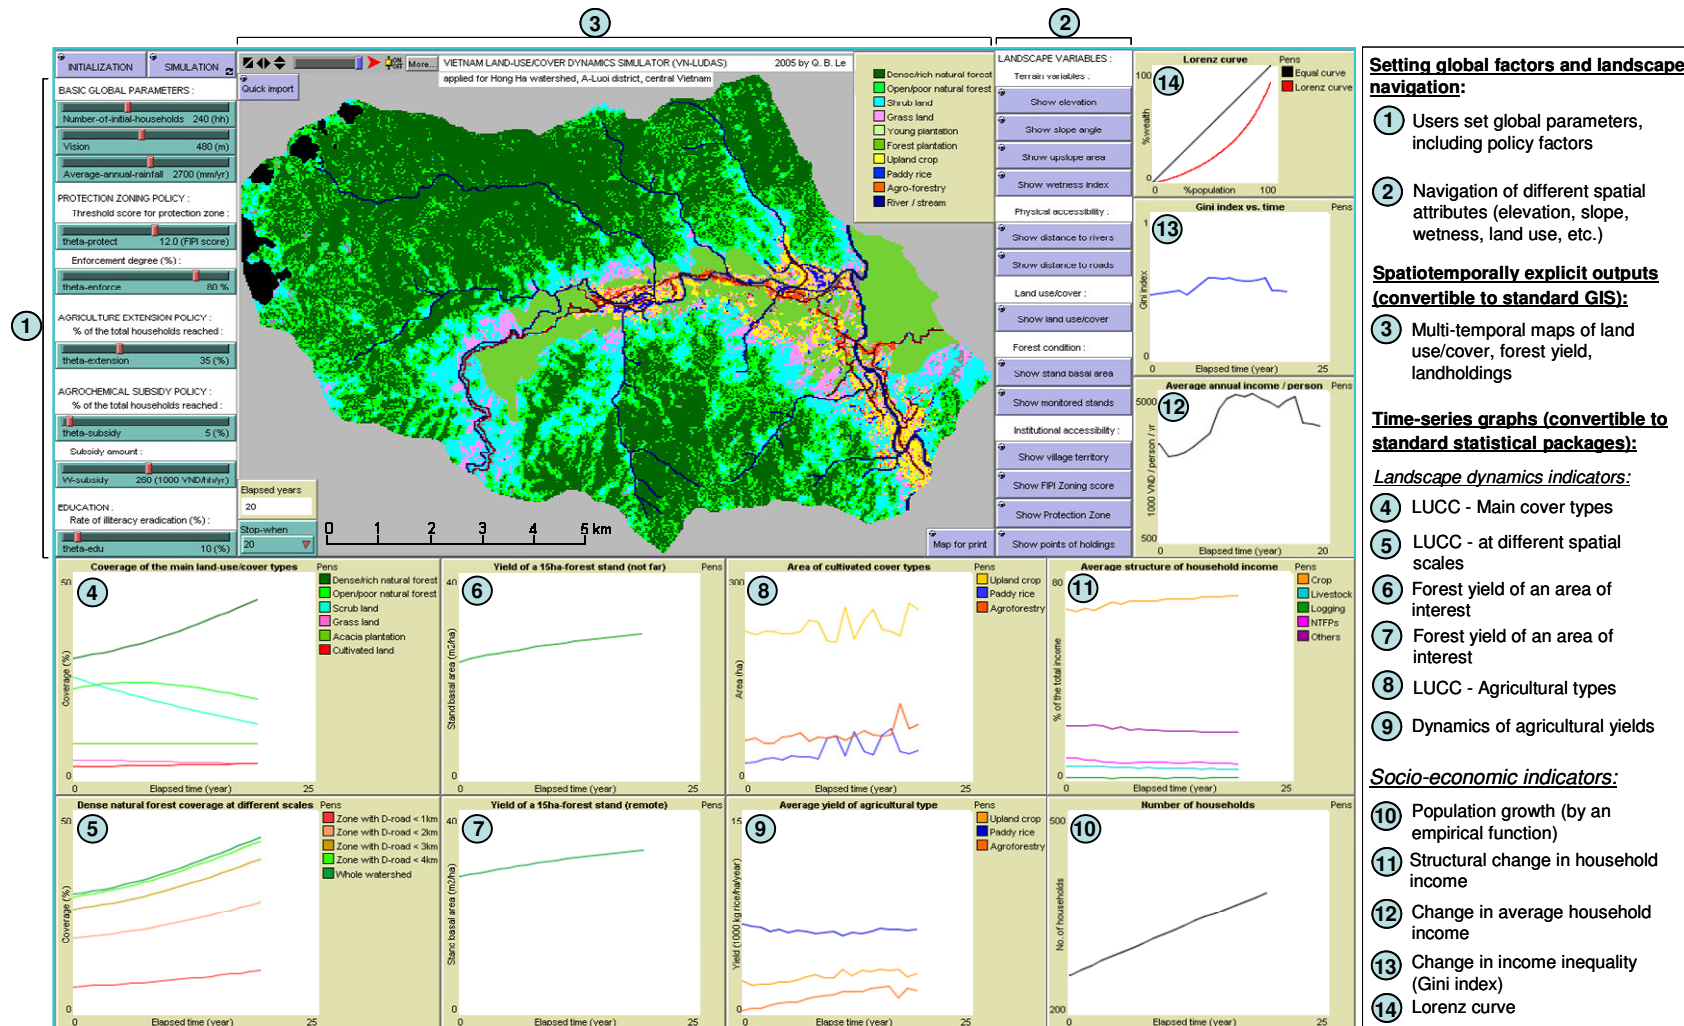 3
2
1
INITIALIZATION
SIMULATION
BASIC GLOBAL PARAMETERS :
Number-of-initial-households 240 (hh)
Vision 480 (m)
Average-annual-rainfall 2700 (mm/yr)
PROTECTION ZONING POLICY :
Threshold score for protection zone :
theta-protect 12.0 (FIPI score)
Enforcement degree (%) :
theta-enforce 80 %
AGRICULTURE EXTENSION POLICY :
% of the total households reached :
theta-extension 35 (%)
AGROCHEMICAL SUBSIDY POLICY :
% of the total households reached :
theta-subsidy 5 (%)
Subsidy amount :
W-subsidy 260 (1000 VND/hh/yr)
EDUCATION :
Rate of illiteracy eradication (%) :
theta-edu 10 (%)
ON
OFF
More...
VIETNAM LAND-USE/COVER DYNAMICS SIMULATOR (VN-LUDAS) 2005 by Q. B. Le
applied for Hong Ha watershed, A-Luoi district, central Vietnam
Quick import
Dense/rich natural forest
Open/poor natural forest
Shrub land
Grass land
Young plantation
Forest plantation
Upland crop
Paddy rice
Agro-forestry
River / stream
Elapsed years
20
Stop-when
20
0 1 2 3 4 5 km
Map for print
LANDSCAPE VARIABLES :
Terrain variables :
Show elevation
Show slope angle
Show upslope area
Show wetness index
Physical accessibility :
Show distance to rivers
Show distance to roads
Land use/cover :
Show land use/cover
Forest condition :
Show stand basal area
Show monitored stands
Institutional accessibility :
Show village territory
Show FIPI Zoning score
Show Protection Zone
Show points of holdings
Lorenz curve
Pens
Equal curve
Lorenz curve
14
100
%wealth
0
0 %population 100
Gini index vs. time
Pens
13
1
Gini index
0
Elapsed time (year) 25
Average annual income / person
Pens
12
5000
1000 VND / person / yr
500
0 Elapsed time (year) 20
Coverage of the main land-use/cover types
Pens
4
50
Coverage (%)
0
0 Elapsed time (year) 25
Dense/rich natural forest
Open/poor natural forest
Scrub land
Grass land
Acacia plantation
Cultivated land
Yield of a 15ha-forest stand (not far)
Pens
6
40
Stand basal area (m2/ha)
0
0 Elapsed time (year) 25
Area of cultivated cover types
Pens
8
300
Area (ha)
0
0 Elapsed time (year) 25
Upland crop
Paddy rice
Agroforestry
Average structure of household income
Pens
11
80
% of the total income
0
0 Elapsed time (year) 25
Crop
Livestock
Logging
NTFPs
Others
Dense natural forest coverage at different scales
Pens
5
50
Coverage (%)
0
0 Elapsed time (year) 25
Zone with D-road < 1km
Zone with D-road < 2km
Zone with D-road < 3km
Zone with D-road < 4km
Whole watershed
Yield of a 15ha-forest stand (remote)
Pens
7
40
Stand basal area (m2/ha)
0
0 Elapsed time (year) 25
Average yield of agricultural type
Pens
9
15
Yield (1000 kg rice/ha/year)
0
0 Elapsed time (year) 25
Upland crop
Paddy rice
Agroforestry
Number of households
Pens
10
500
No. of households
200
0 Elapsed time (year) 25
Setting global factors and landscape
navigation:
1 Users set global parameters,
including policy factors
2 Navigation of different spatial
attributes (elevation, slope,
wetness, land use, etc.)
Spatiotemporally explicit outputs
(convertible to standard GIS):
3 Multi-temporal maps of land
use/cover, forest yield,
landholdings
Time-series graphs (convertible to
standard statistical packages):
Landscape dynamics indicators:
4 LUCC - Main cover types
5 LUCC - at different spatial
scales
6 Forest yield of an area of
interest
7 Forest yield of an area of
interest
8 LUCC - Agricultural types
9 Dynamics of agricultural yields
Socio-economic indicators:
10 Population growth (by an
empirical function)
11 Structural change in household
income
12 Change in average household
income
13 Change in income inequality
(Gini index)
14 Lorenz curve